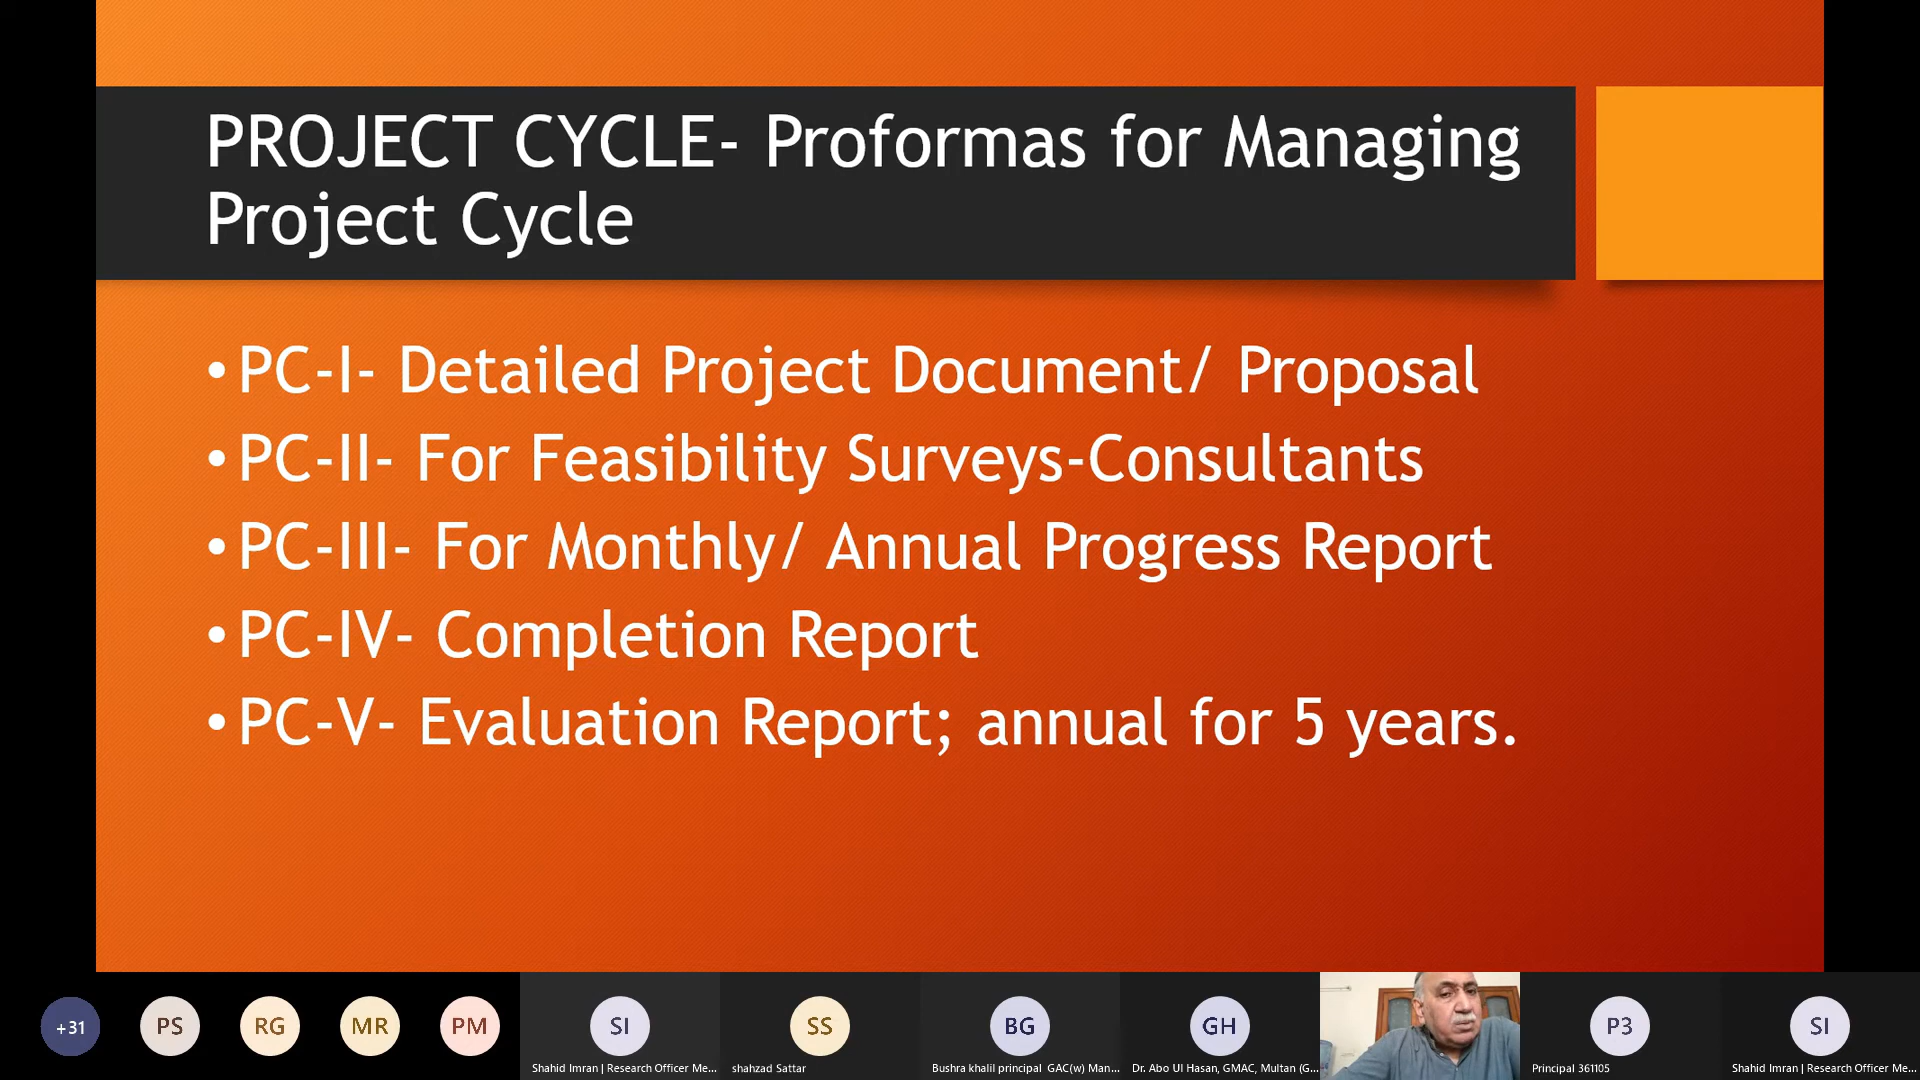 PROJECT CYCLE- Proformas for Managing
Project Cycle
•PC-I- Detailed Project Document/ Proposal
•PC-II- For Feasibility Surveys-Consultants
•PC-III- For Monthly/ Annual Progress Report
•PC-IV- Completion Report
•PC-V- Evaluation Report; annual for 5 years.
+31 PS RG MR PM SI SS BG GH P3 SI
Shahid Imran | Research Officer Me... shahzad Sattar Bushra khalil principal GAC(w) Man... Dr. Abo Ul Hasan, GMAC, Multan (G... Principal 361105 Shahid Imran | Research Officer Me...